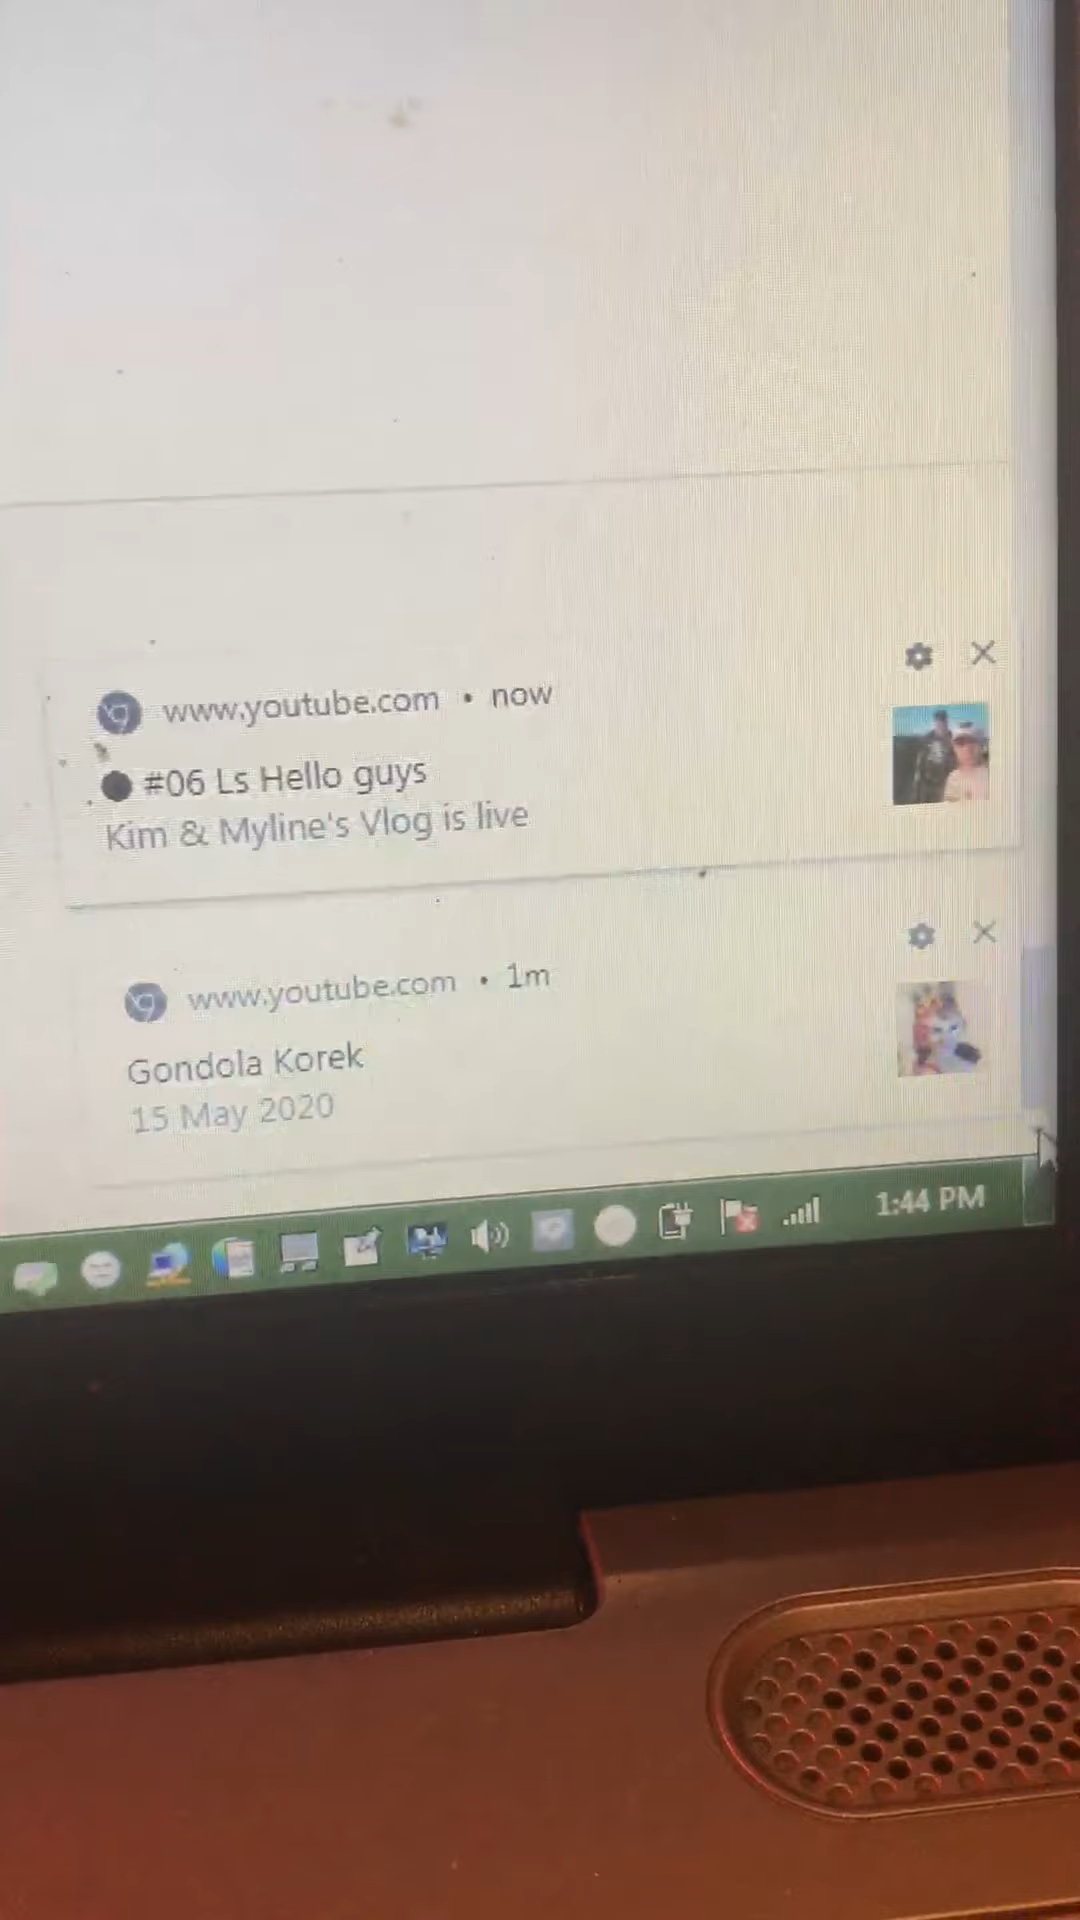 www.youtube.com • now
#06 Ls Hello guys
Kim & Myline's Vlog is live
www.youtube.com • 1m
Gondola Korek
15 May 2020
1:44 PM